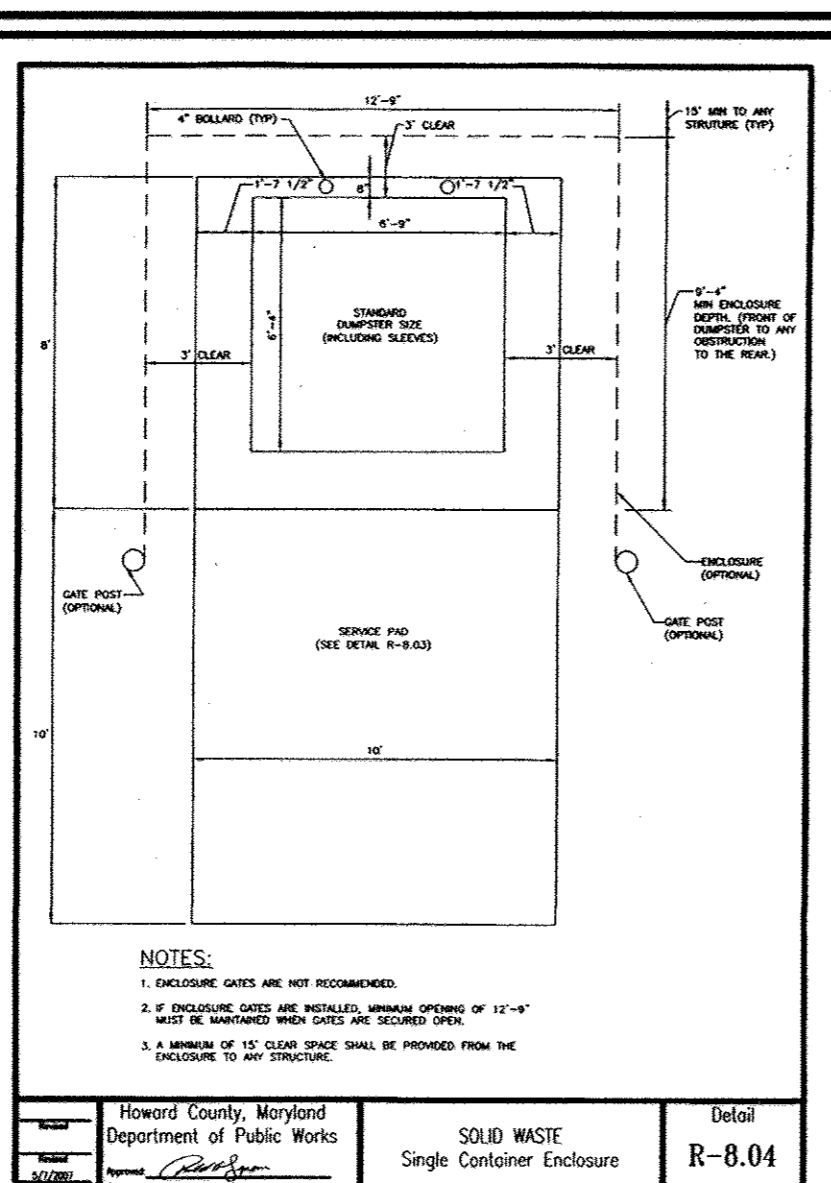 12'-9"
4" BOLLARD (TYP)
3' CLEAR
15' MIN TO ANY
STRUTURE (TYP)
1'-7 1/2"
6"
1'-7 1/2"
6'-9"
9'-4"
MIN ENCLOSURE
DEPTH. (FRONT OF
DUMPSTER TO ANY
OBSTRUCTION
TO THE REAR.)
6'-4"
STANDARD
DUMPSTER SIZE
(INCLUDING SLEEVES)
8'
3' CLEAR
3' CLEAR
ENCLOSURE
(OPTIONAL)
GATE POST
(OPTIONAL)
GATE POST
(OPTIONAL)
SERVICE PAD
(SEE DETAIL R-8.03)
10'
10'
NOTES:
1. ENCLOSURE GATES ARE NOT RECOMMENDED.
2. IF ENCLOSURE GATES ARE INSTALLED, MINIMUM OPENING OF 12'-9"
MUST BE MAINTAINED WHEN GATES ARE SECURED OPEN.
3. A MINIMUM OF 15' CLEAR SPACE SHALL BE PROVIDED FROM THE
ENCLOSURE TO ANY STRUCTURE.
Revised
Revised
5/7/2007
Howard County, Maryland
Department of Public Works
Approved:
SOLID WASTE
Single Container Enclosure
Detail
R-8.04